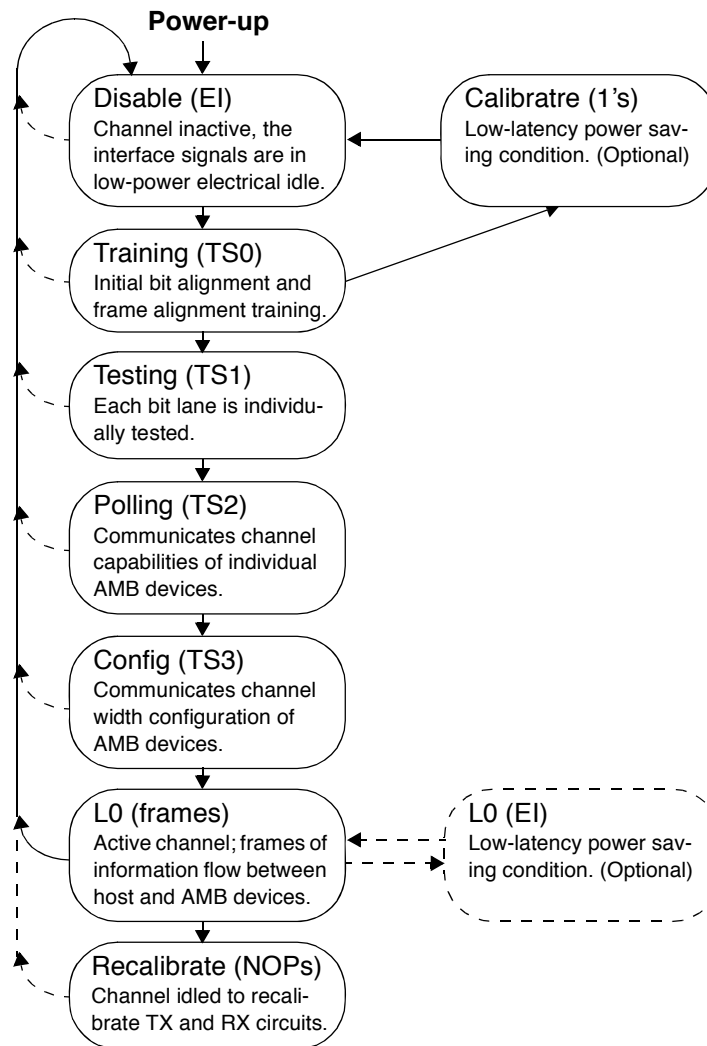 Power-up
Disable (EI)
Channel inactive, the
interface signals are in
low-power electrical idle.
Calibratre (1's)
Low-latency power sav-
ing condition. (Optional)
Training (TS0)
Initial bit alignment and
frame alignment training.
Testing (TS1)
Each bit lane is individu-
ally tested.
Polling (TS2)
Communicates channel
capabilities of individual
AMB devices.
Config (TS3)
Communicates channel
width configuration of
AMB devices.
L0 (frames)
Active channel; frames of
information flow between
host and AMB devices.
L0 (EI)
Low-latency power sav-
ing condition. (Optional)
Recalibrate (NOPs)
Channel idled to recali-
brate TX and RX circuits.